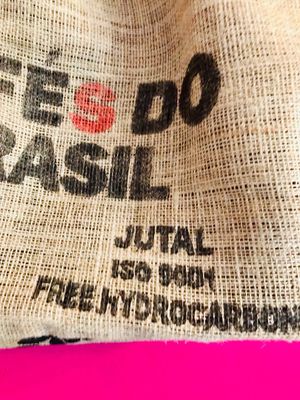 FÉS DO
RASIL
JUTAL
ISO 9001
FREE.HYDROCARBON